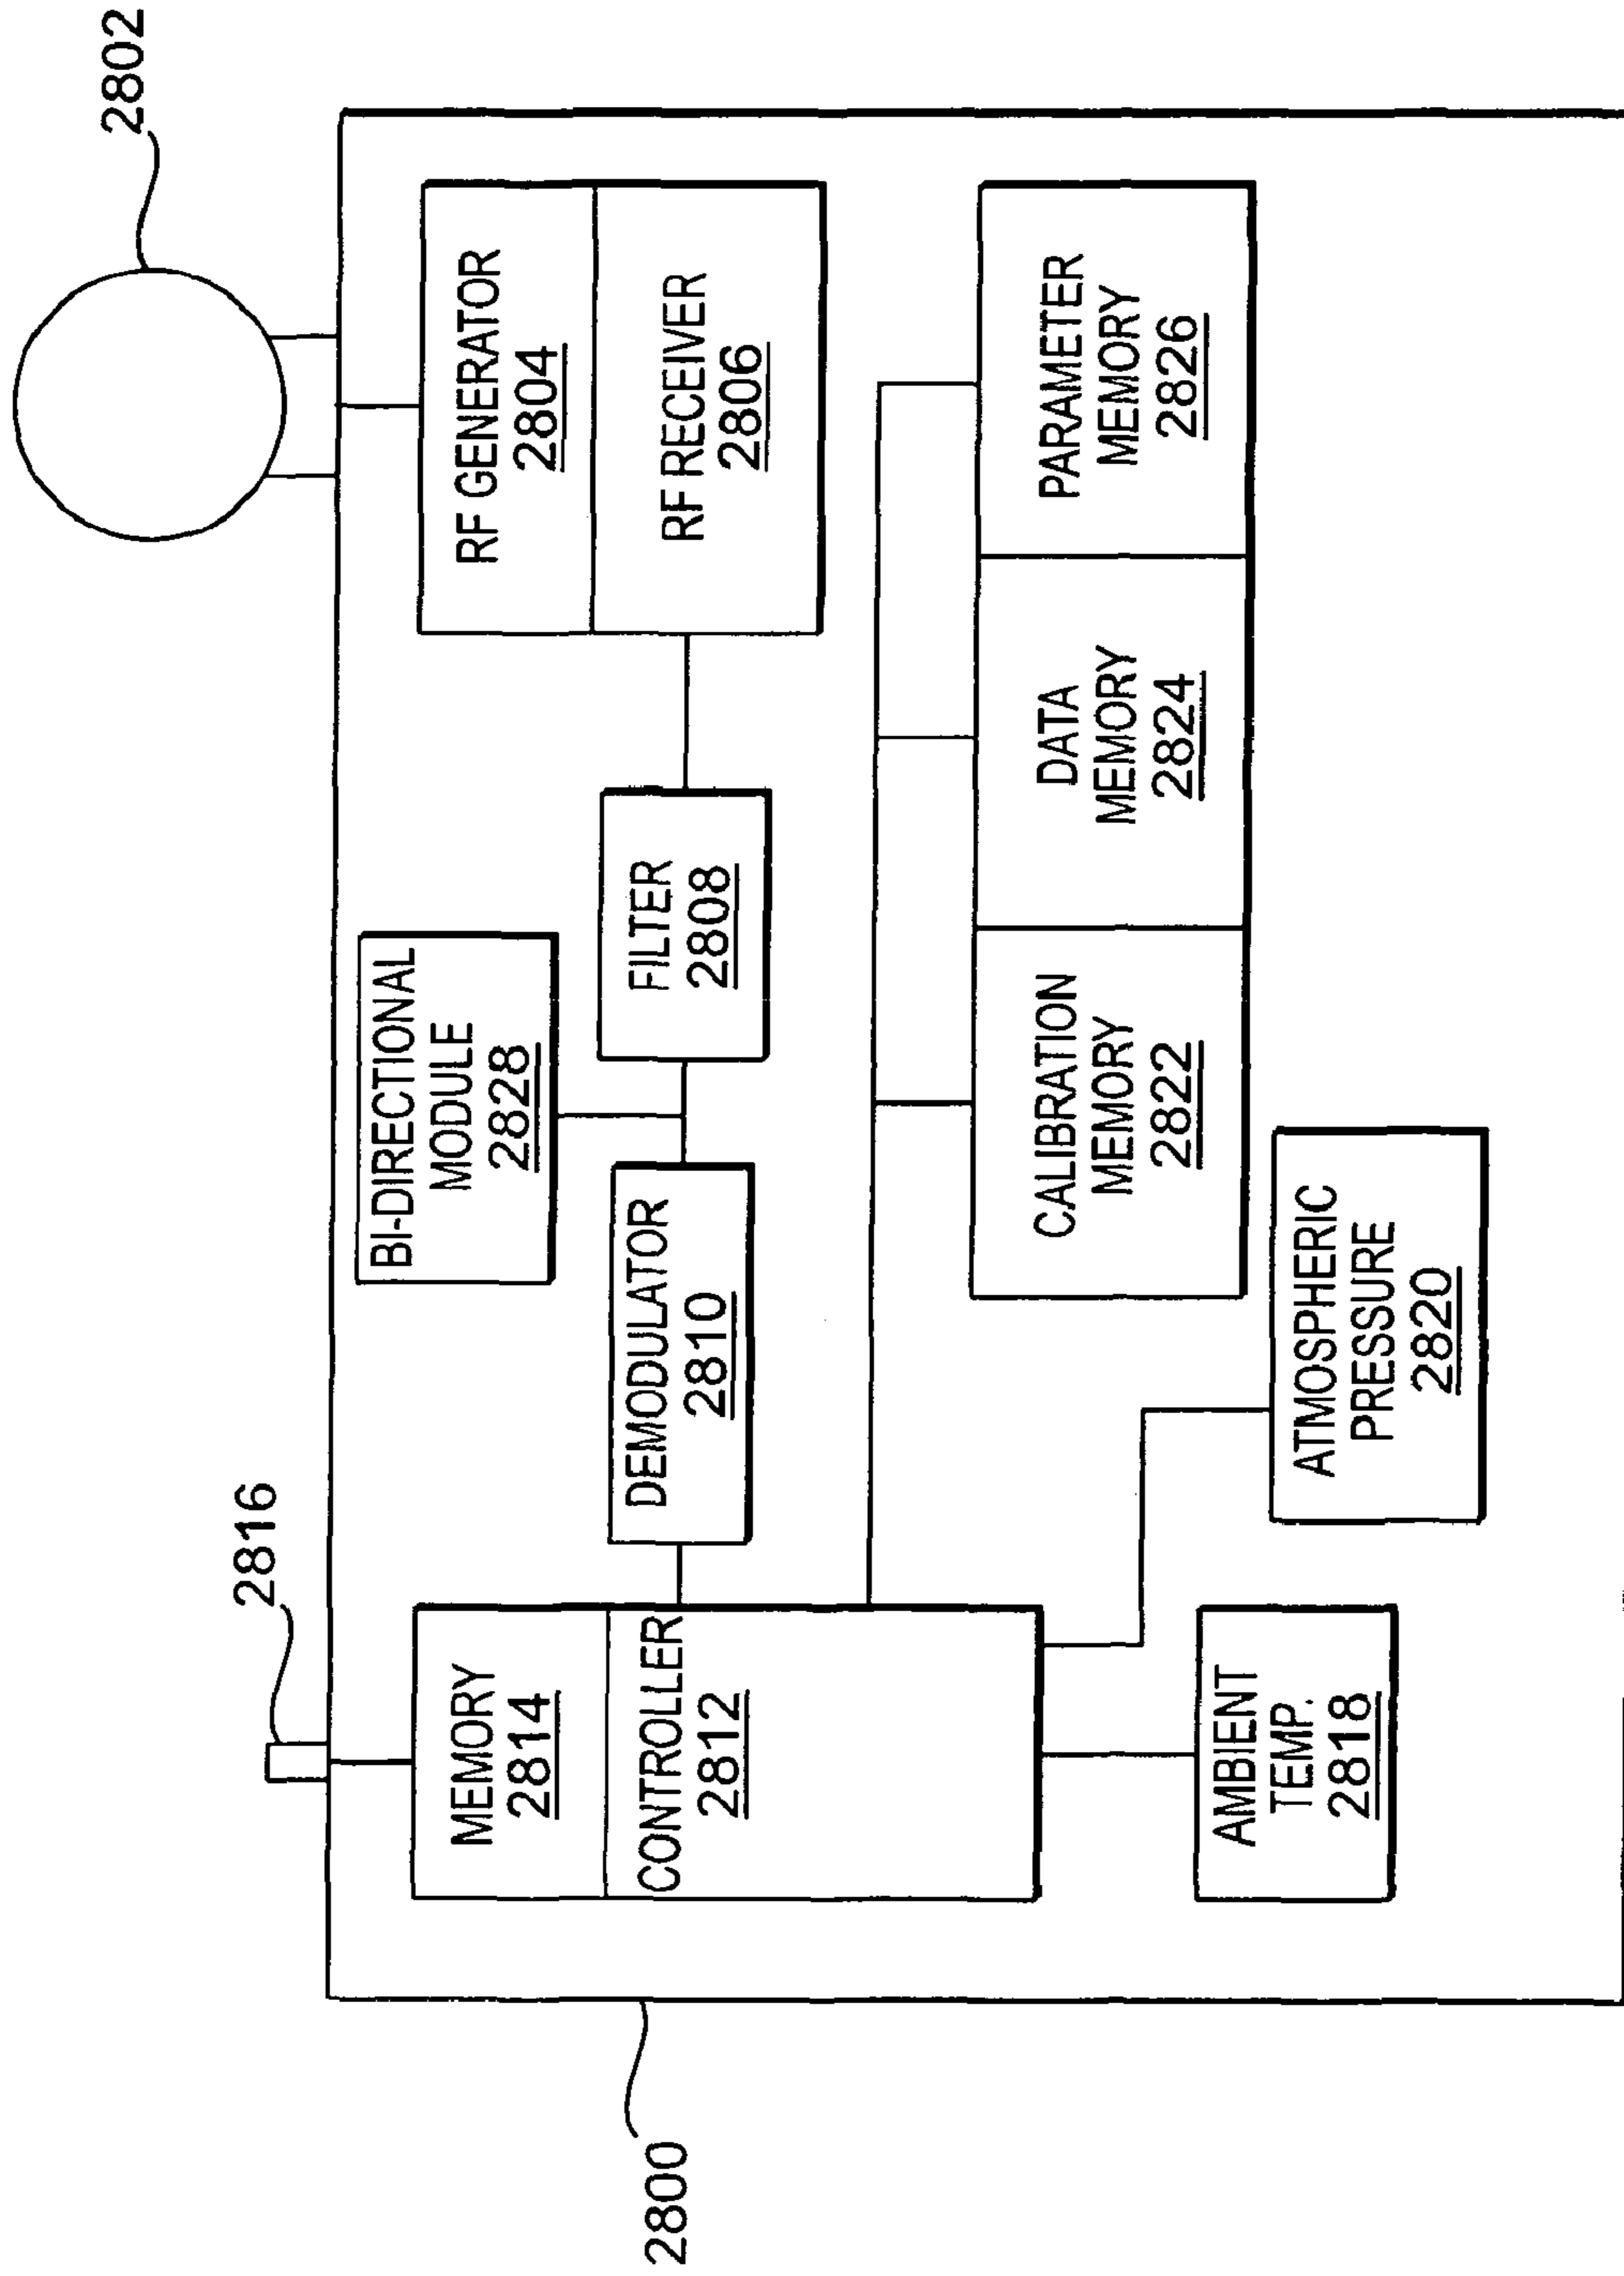 2802
2816
2800
RF GENERATOR
2804
RF RECEIVER
2806
BI-DIRECTIONAL
MODULE
2828
FILTER
2808
DEMODULATOR
2810
MEMORY
2814
CONTROLLER
2812
PARAMETER
MEMORY
2826
DATA
MEMORY
2824
CALIBRATION
MEMORY
2822
ATMOSPHERIC
PRESSURE
2820
AMBIENT
TEMP.
2818